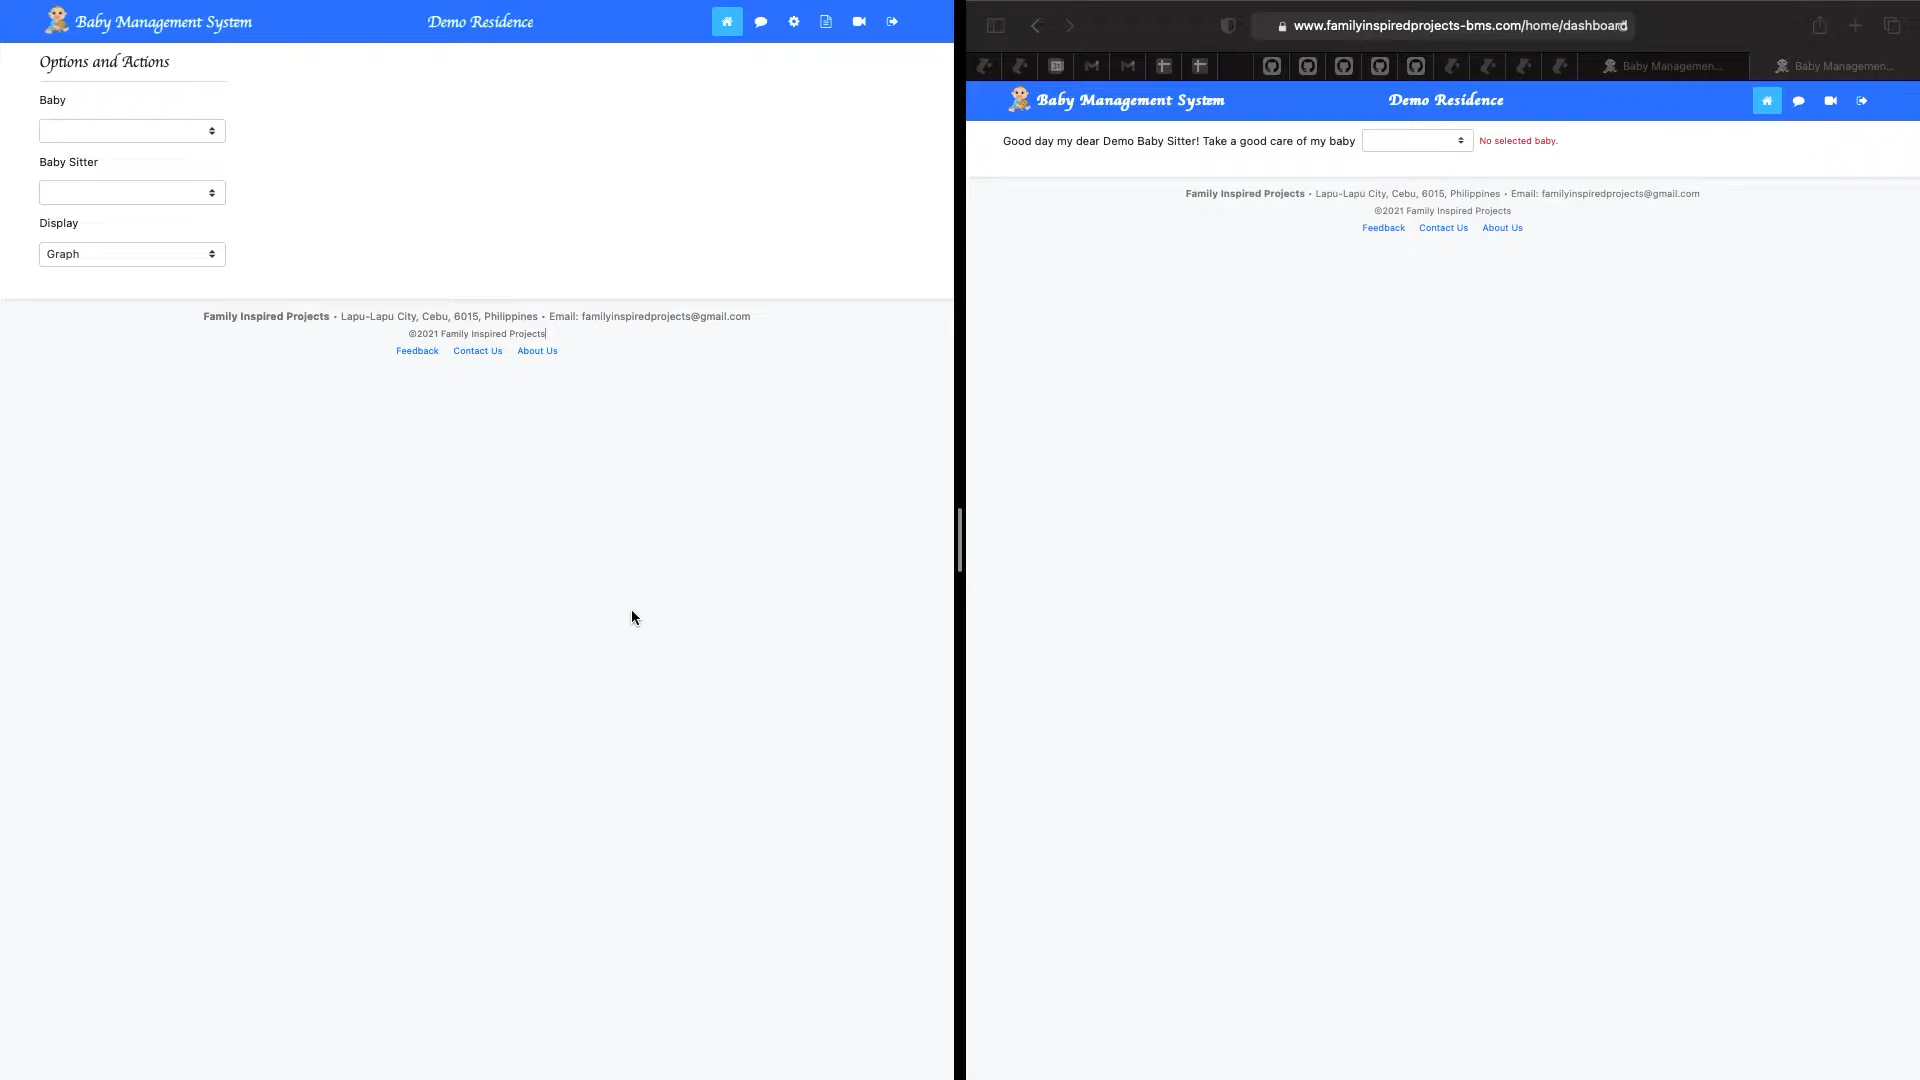 Baby Management System
Demo Residence
Options and Actions
Baby
Baby Sitter
Display
Graph
Family Inspired Projects • Lapu-Lapu City, Cebu, 6015, Philippines • Email: familyinspiredprojects@gmail.com
©2021 Family Inspired Projects
Feedback Contact Us About Us
www.familyinspiredprojects-bms.com/home/dashboard
31
Baby Managemen...
Baby Managemen...
Baby Management System
Demo Residence
Good day my dear Demo Baby Sitter! Take a good care of my baby
No selected baby.
Family Inspired Projects • Lapu-Lapu City, Cebu, 6015, Philippines • Email: familyinspiredprojects@gmail.com
©2021 Family Inspired Projects
Feedback Contact Us About Us